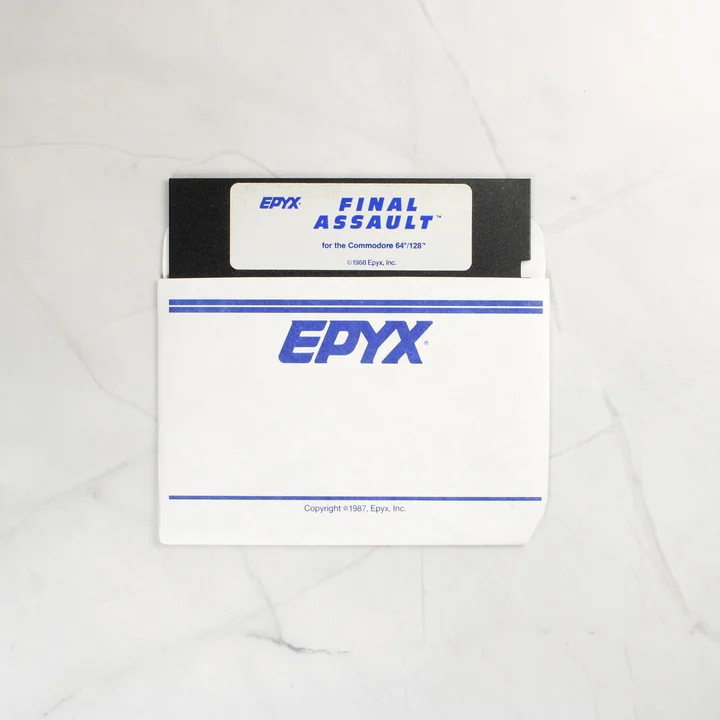 EPYX®
FINAL
ASSAULT™
for the Commodore 64®/128™
©1988 Epyx, Inc.
EPYX®
Copyright ©1987, Epyx, Inc.